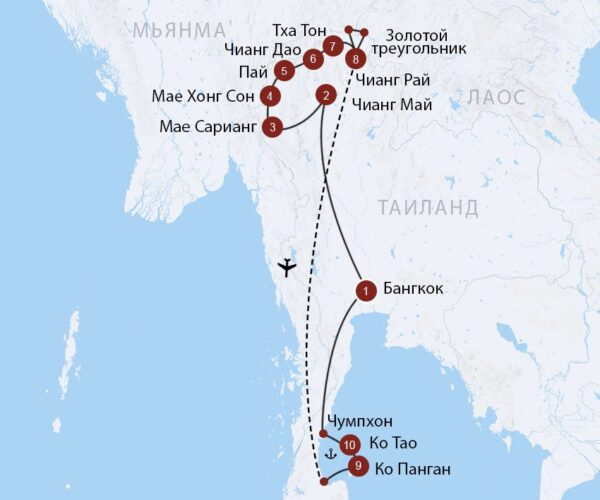 МЬЯНМА
Тха Тон
Золотой
треугольник
Чианг Дао
7
6
8
Пай
5
Чианг Рай
Мае Хонг Сон
4
2
Чианг Май
ЛАОС
Мае Сарианг
3
ТАИЛАНД
1
Бангкок
Чумпхон
10
Ко Тао
9
Ко Панган